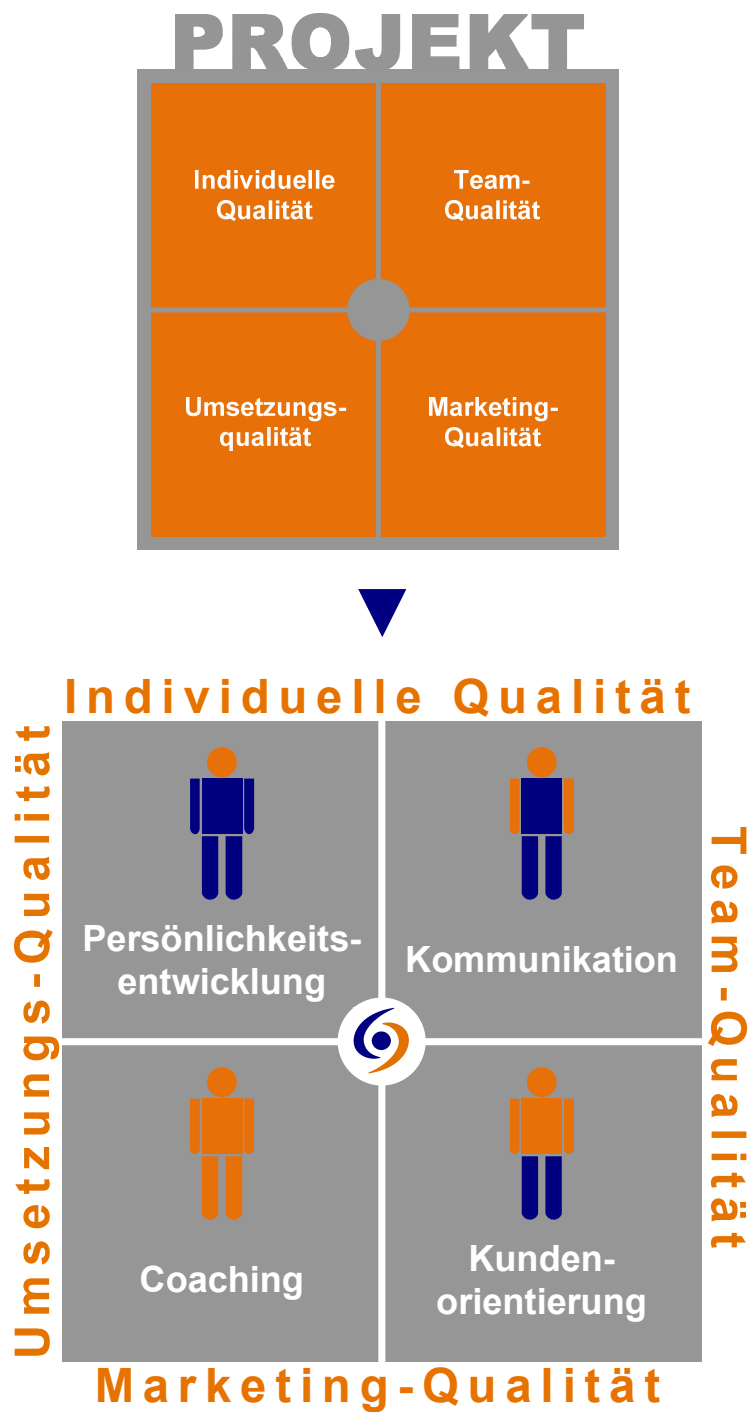 PROJEKT
Individuelle
Qualität
Team-
Qualität
Umsetzungs-
qualität
Marketing-
Qualität
Individuelle Qualität
Umsetzungs-Qualität
Team-Qualität
Persönlichkeits-
entwicklung
Kommunikation
Coaching
Kunden-
orientierung
Marketing-Qualität